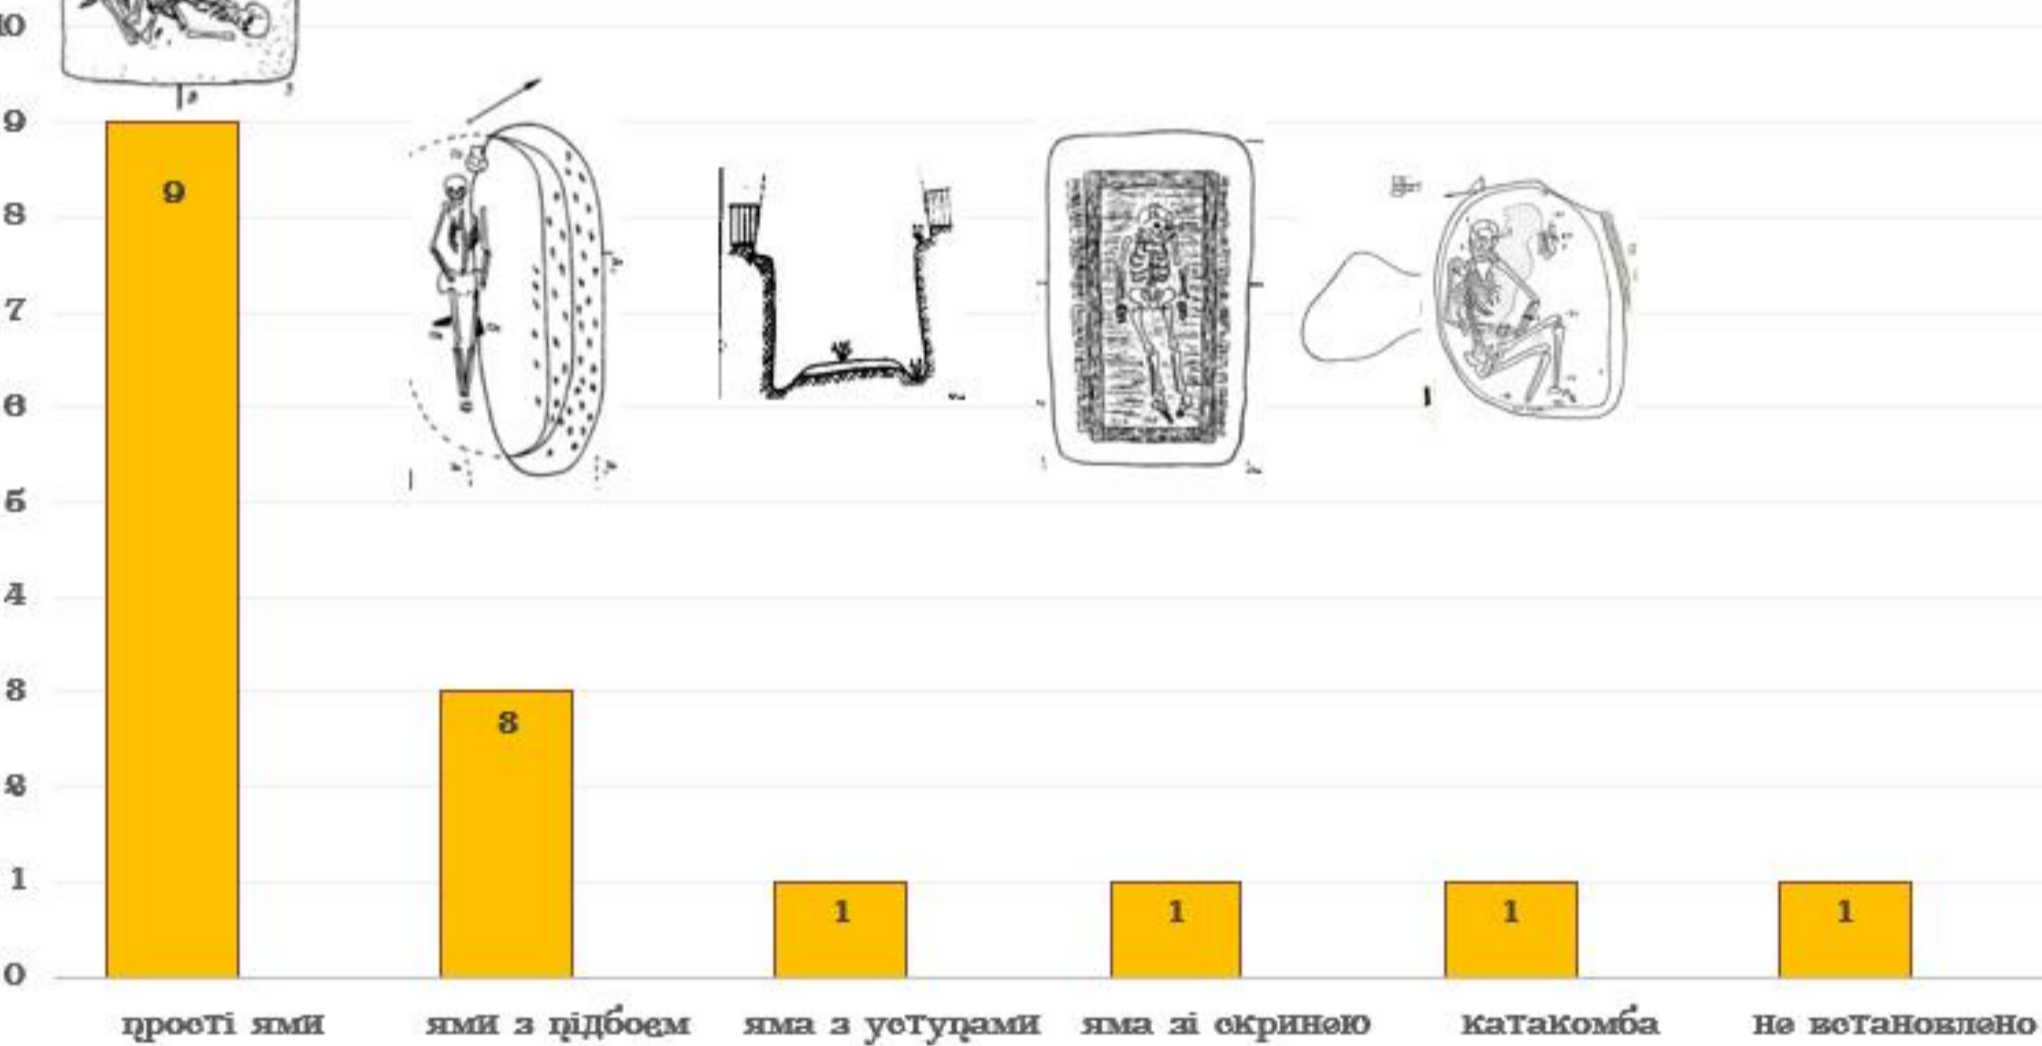 10
9
8
7
6
5
4
3
2
1
0
9
3
1
1
1
1
прості ями
ями з підбоєм
яма з уступами
яма зі скринею
катакомба
не встановлено